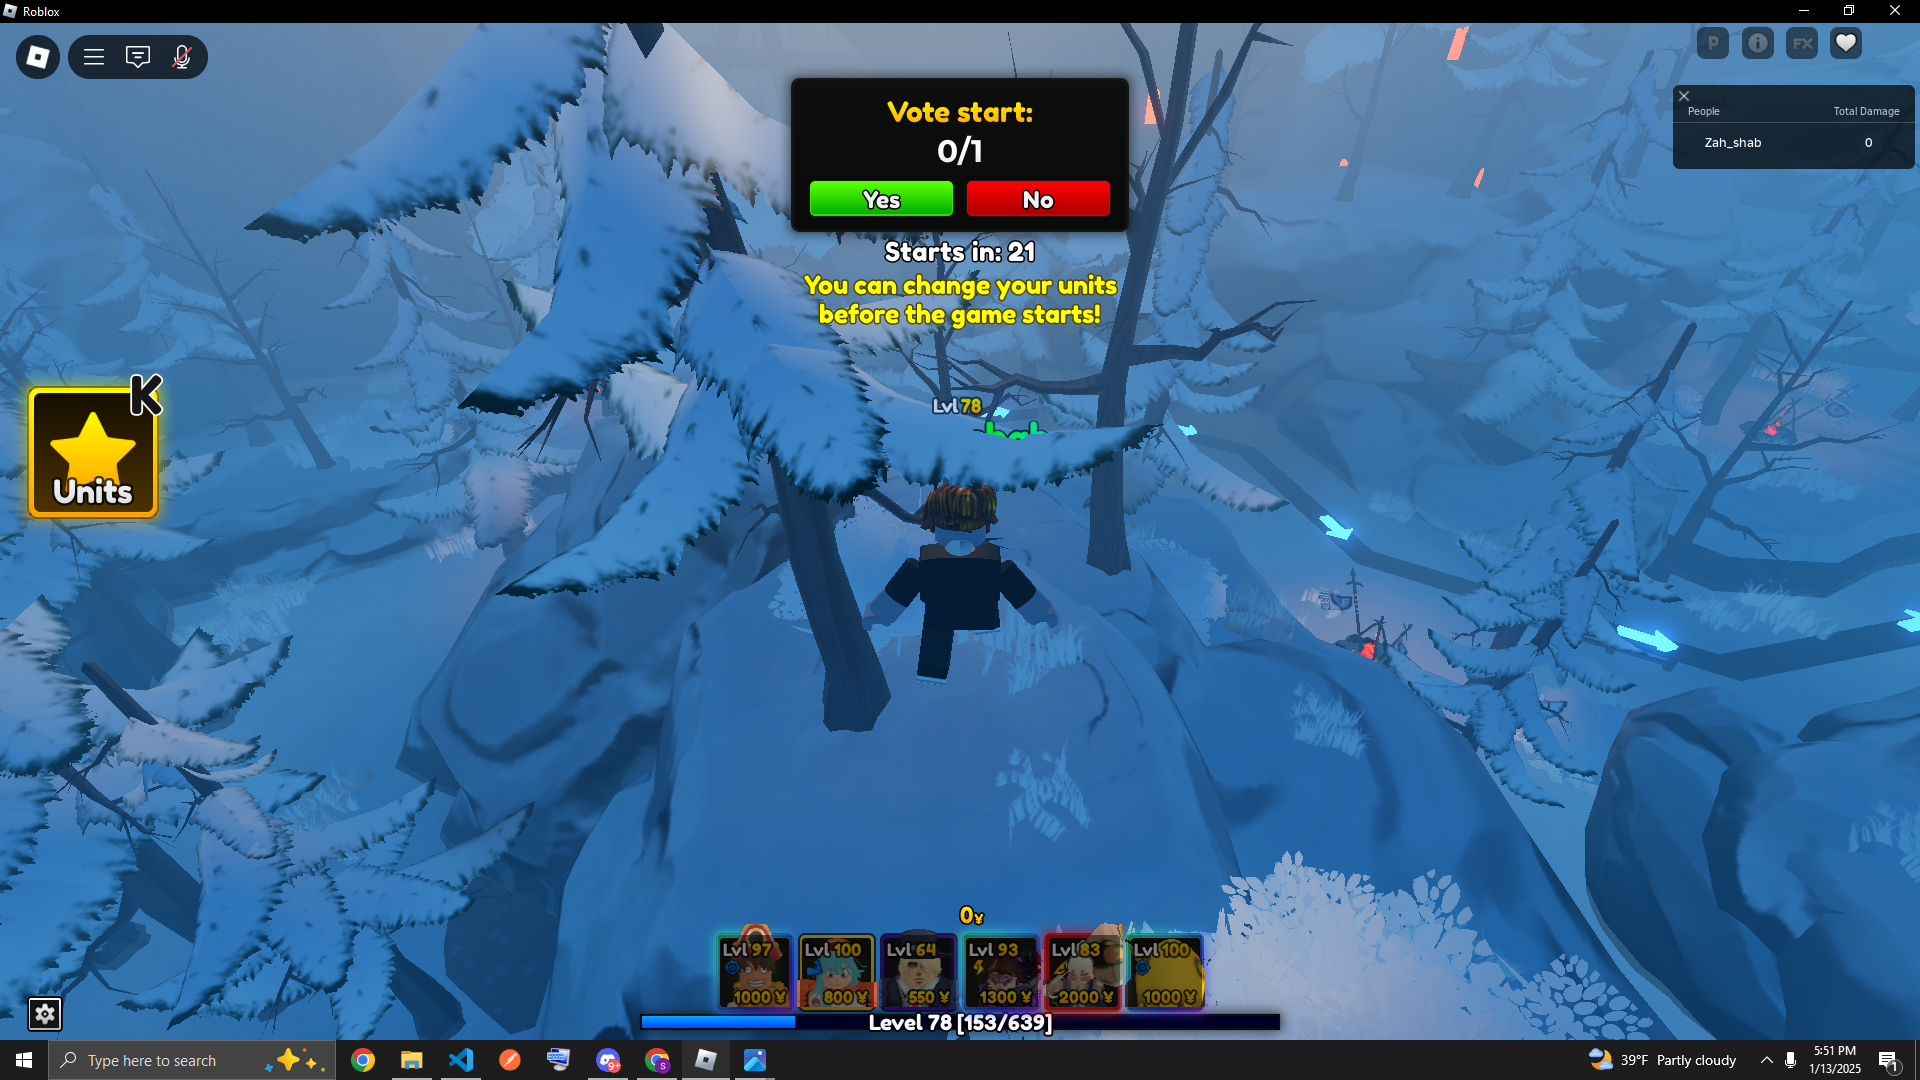 Roblox
P
FX
People Total Damage
Zah_shab 0
Vote start:
0/1
Yes No
Starts in: 21
You can change your units
before the game starts!
K
Units
Lvl 78
0¥
Lvl 97 Lvl 100 Lvl 64 Lvl 93 Lvl 83 Lvl 100
1000 ¥ 800 ¥ 550 ¥ 1300 ¥ 2000 ¥ 1000 ¥
Level 78 [153/639]
Type here to search
9+
S
39°F Partly cloudy
5:51 PM
1/13/2025
1